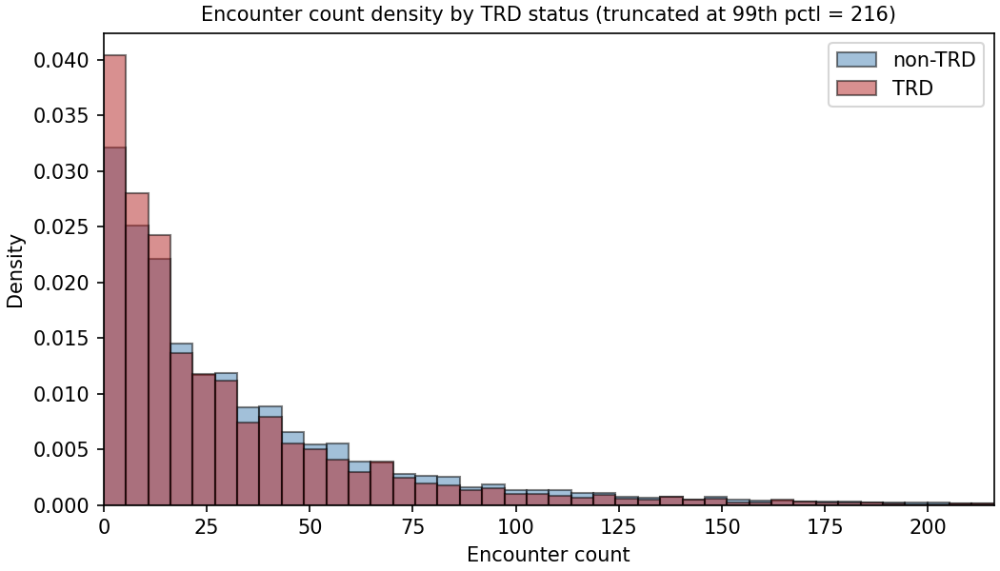 Encounter count density by TRD status (truncated at 99th pctl = 216)
non-TRD
TRD
Density
0.040
0.035
0.030
0.025
0.020
0.015
0.010
0.005
0.000
0 25 50 75 100 125 150 175 200
Encounter count